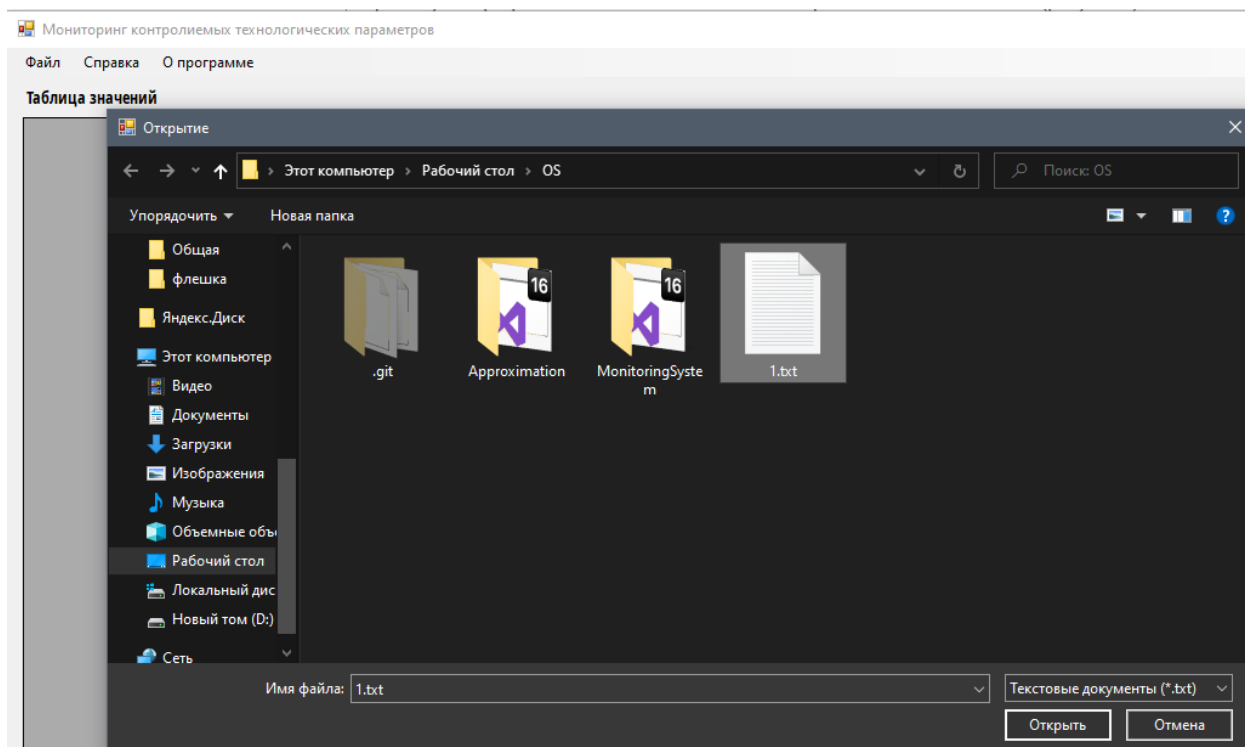 Мониторинг контролиемых технологических параметров
Файл Справка О программе
Таблица значений
Открытие
Этот компьютер › Рабочий стол › OS
Поиск: OS
Упорядочить Новая папка
Общая
флешка
Яндекс.Диск
Этот компьютер
Видео
Документы
Загрузки
Изображения
Музыка
Объемные объ
Рабочий стол
Локальный дис
Новый том (D:)
Сеть
16
16
.git
Approximation
MonitoringSyste
m
1.txt
Имя файла: 1.txt
Текстовые документы (*.txt)
Открыть Отмена